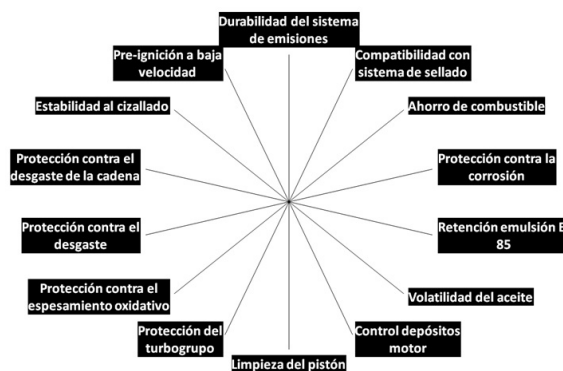 Durabilidad del sistema
de emisiones
Compatibilidad con
sistema de sellado
Ahorro de combustible
Protección contra la
corrosión
Retención emulsión E
85
Volatilidad del aceite
Control depósitos
motor
Limpieza del pistón
Protección del
turbogrupo
Protección contra el
espesamiento oxidativo
Protección contra el
desgaste
Protección contra el
desgaste de la cadena
Estabilidad al cizallado
Pre-ignición a baja
velocidad